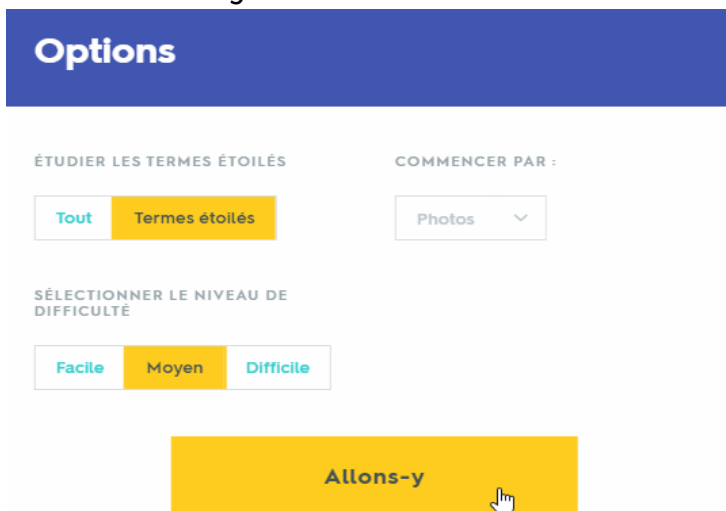 Options
ÉTUDIER LES TERMES ÉTOILÉS
COMMENCER PAR :
Tout Termes étoilés
Photos
SÉLECTIONNER LE NIVEAU DE
DIFFICULTÉ
Facile Moyen Difficile
Allons-y